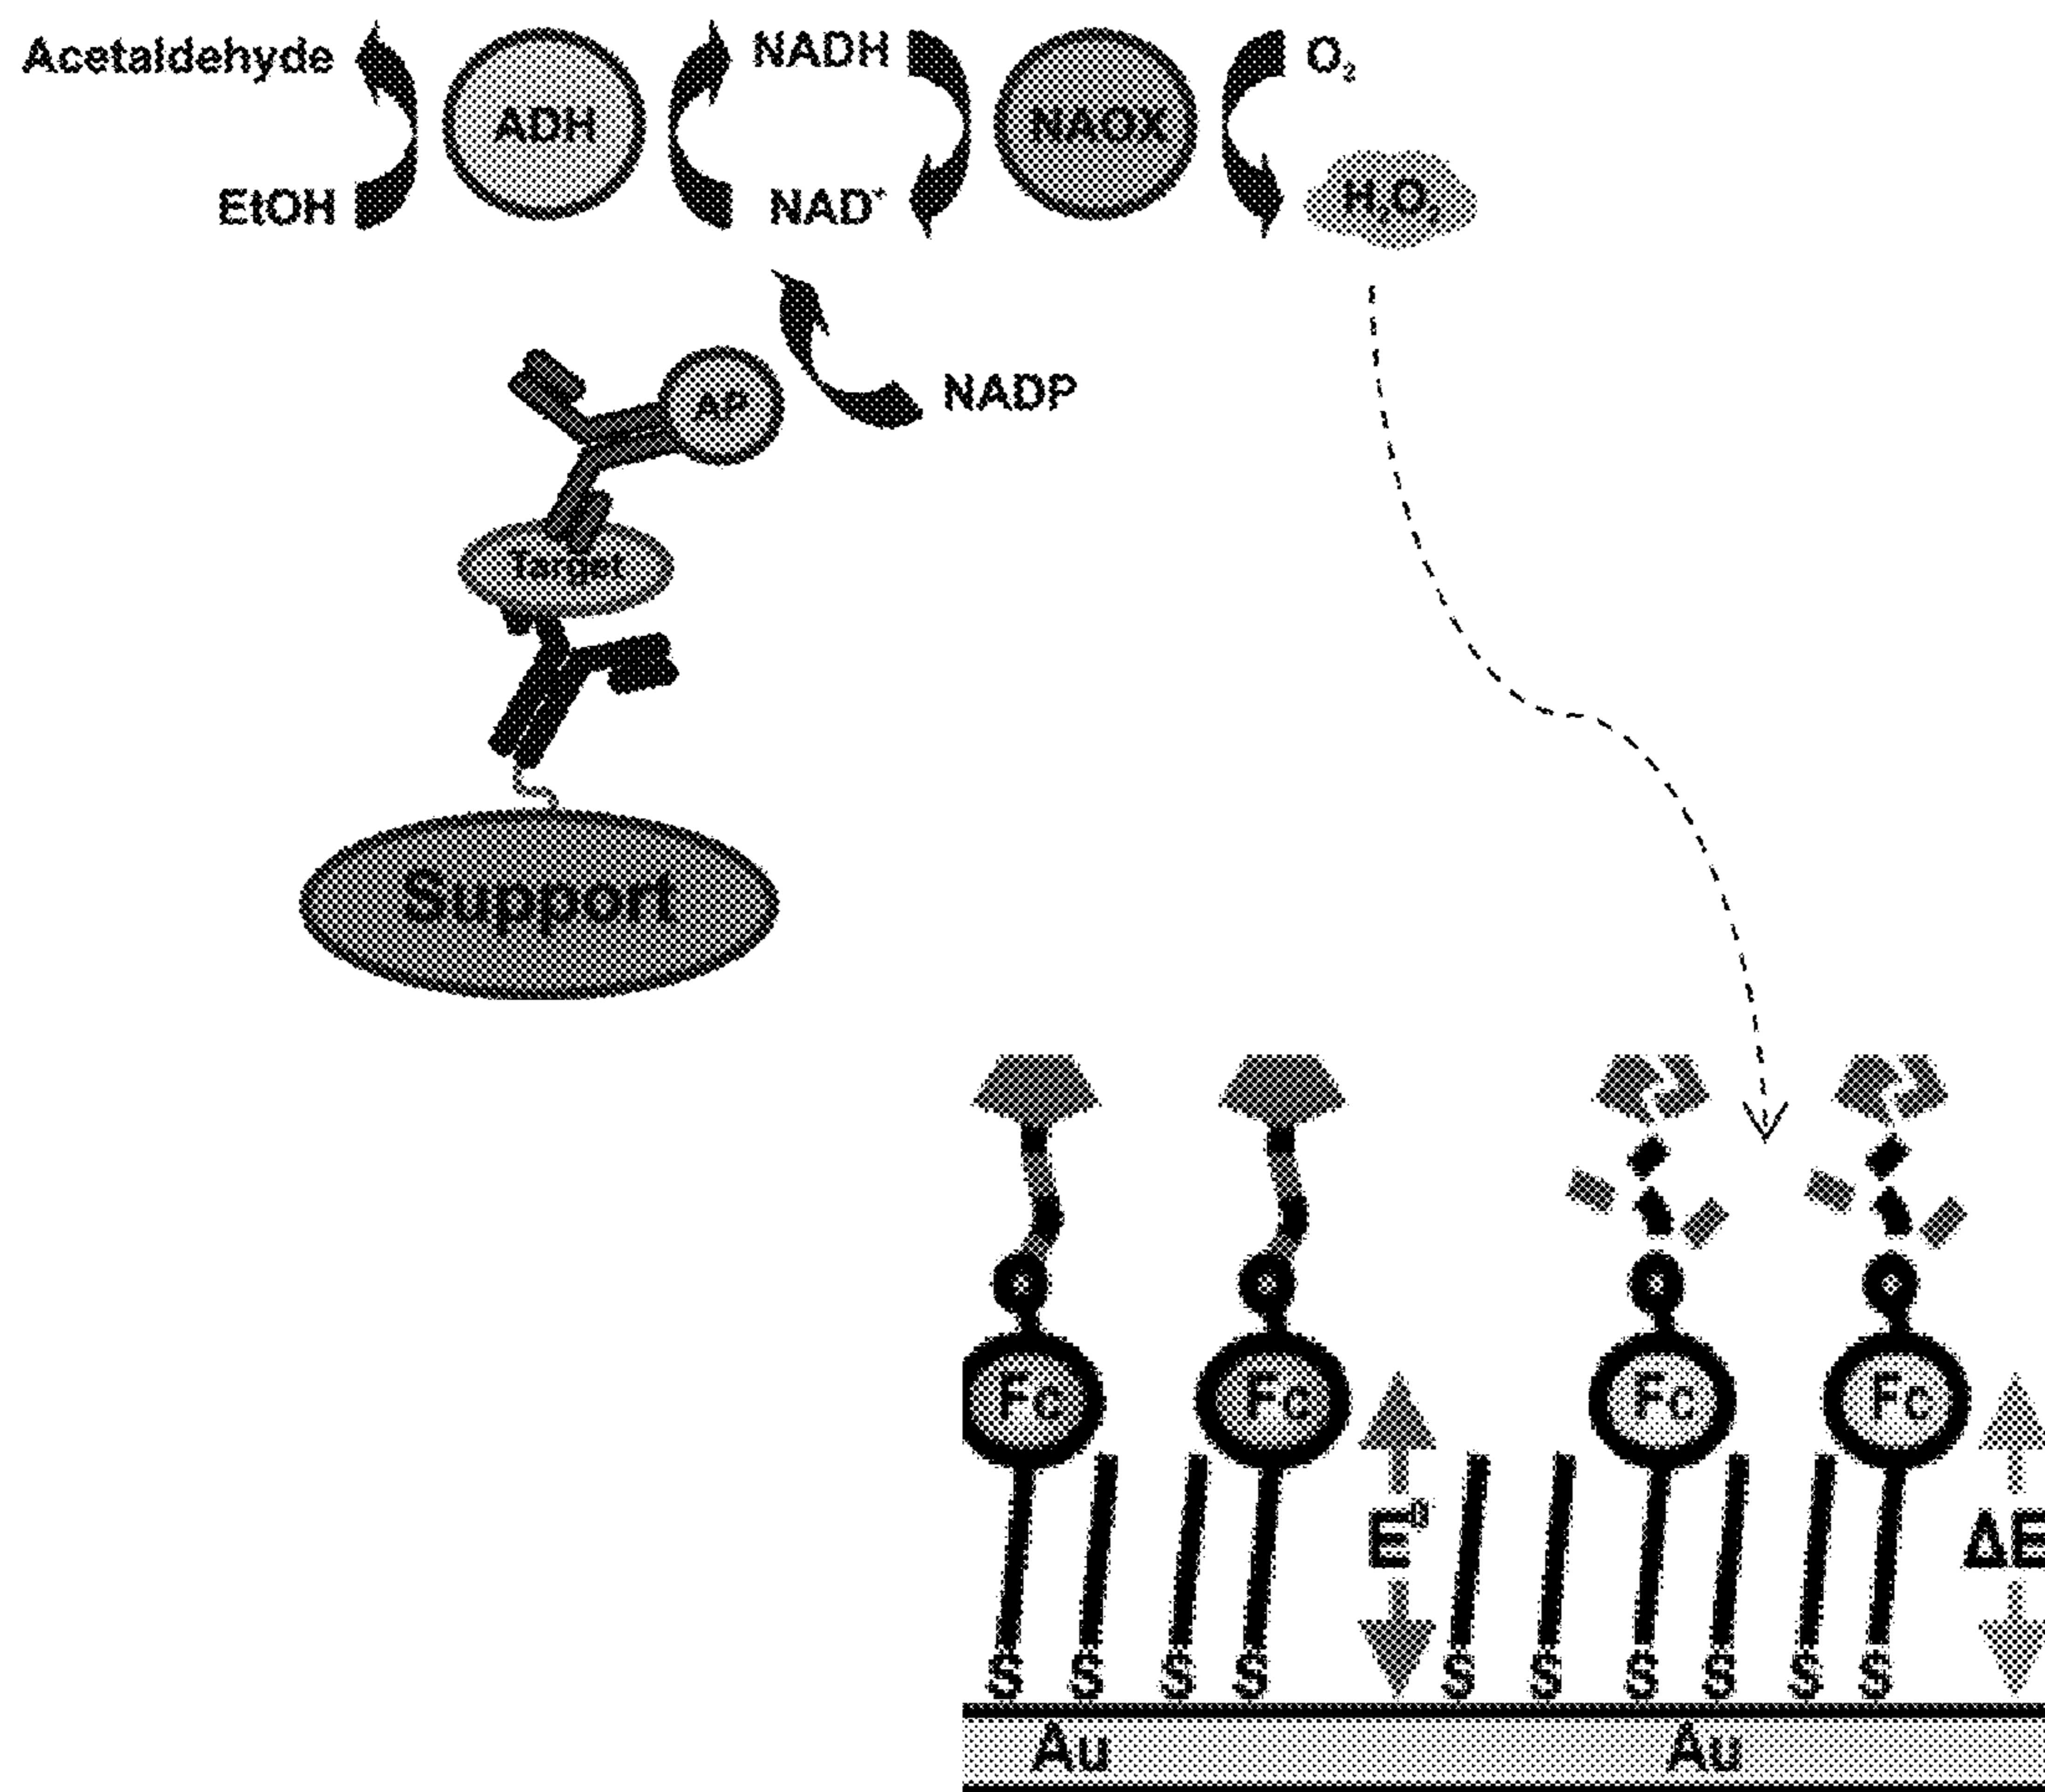 Acetaldehyde ADH NADH NAOX O₂
EtOH NAD⁺ H₂O₂
AP NADP
Target
Support
Fc Fc Fc Fc
E⁰ ΔE
S S S S S S S S S S
Au Au